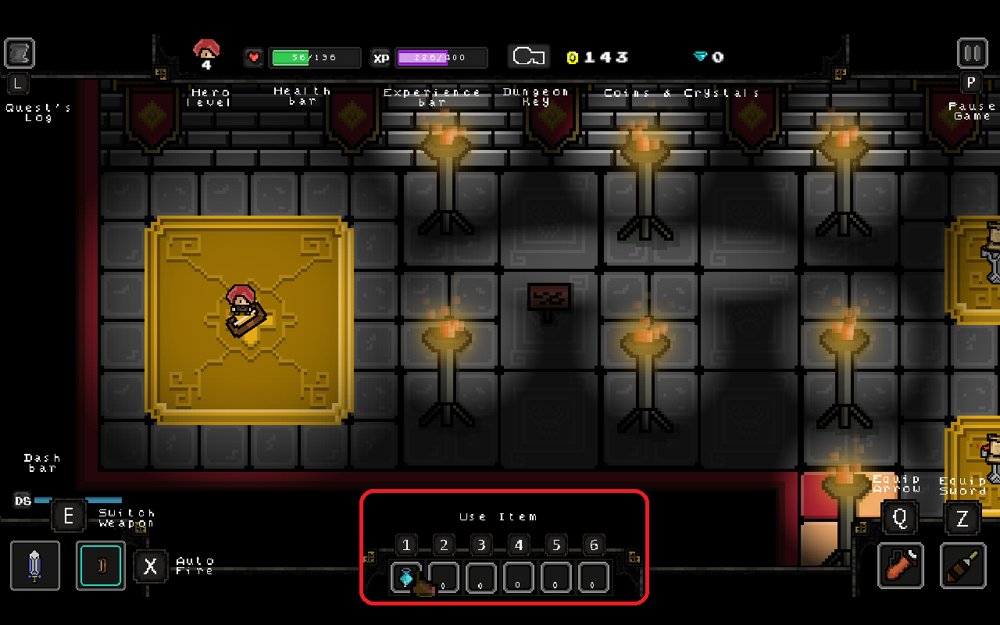 56/136
XP
226/400
143
0
4
L
P
Quest's
Log
Hero
level
Health
bar
Experience
bar
Dungeon
Key
Coins & Crystals
Pause
Game
Dash
bar
DS
E
Switch
weapon
X
Auto
Fire
Use Item
1 2 3 4 5 6
1 0 0 0 0 0
Equip
Arrow
Equip
Sword
Q
Z